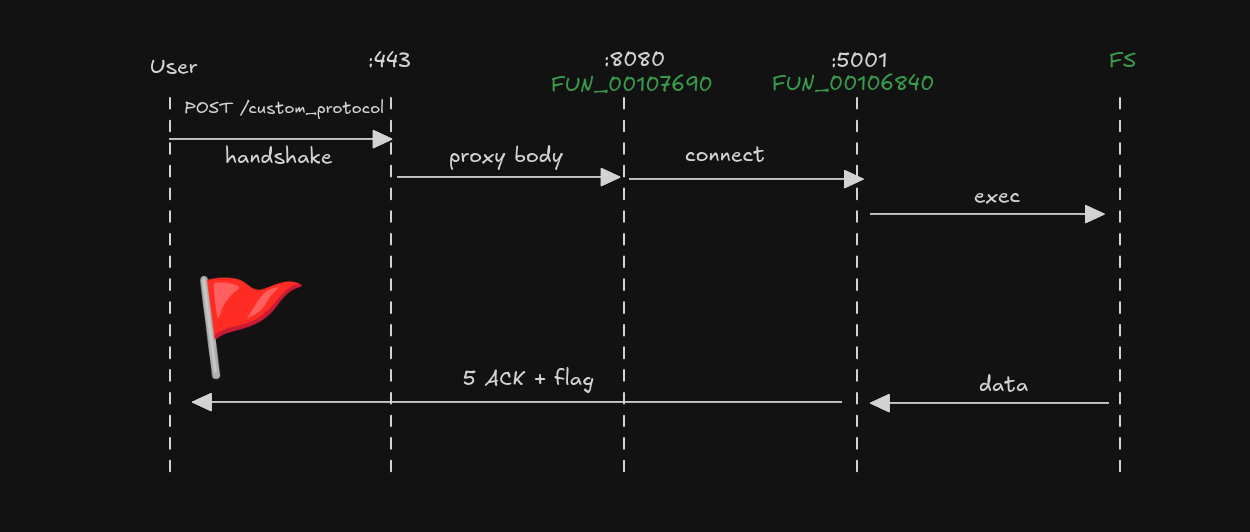 User
:443
:8080
FUN_00107690
:5001
FUN_00106840
FS
POST /custom_protocol
handshake
proxy body
connect
exec
5 ACK + flag
data